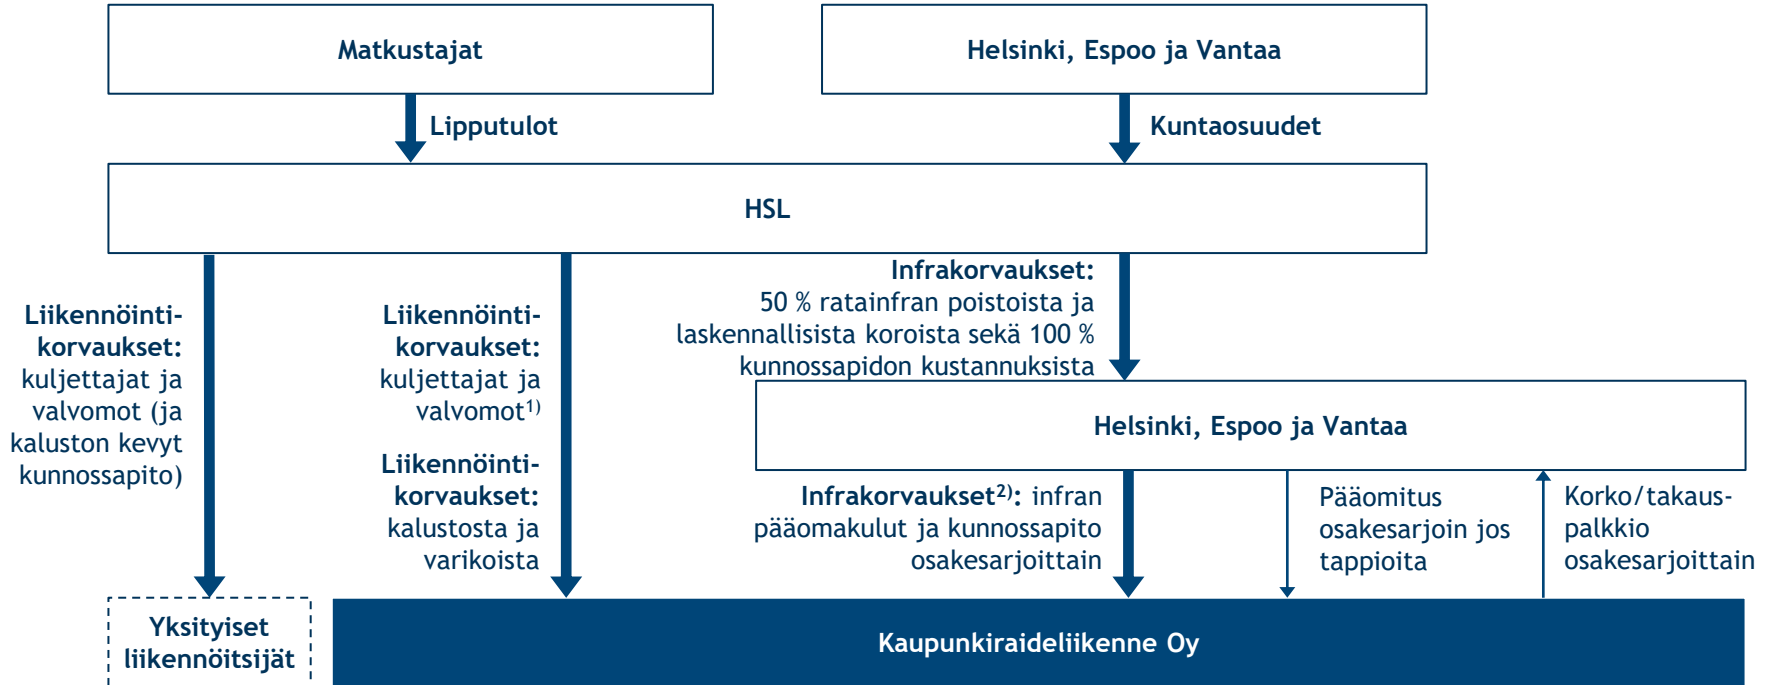 Matkustajat
Helsinki, Espoo ja Vantaa
Lipputulot
Kuntaosuudet
HSL
Liikennöinti-
korvaukset:
kuljettajat ja
valvomot (ja
kaluston kevyt
kunnossapito)
Liikennöinti-
korvaukset:
kuljettajat ja
valvomot¹⁾
Liikennöinti-
korvaukset:
kalustosta ja
varikoista
Infrakorvaukset:
50 % ratainfran poistoista ja
laskennallisista koroista sekä 100 %
kunnossapidon kustannuksista
Helsinki, Espoo ja Vantaa
Infrakorvaukset²⁾: infran
pääomakulut ja kunnossapito
osakesarjoittain
Pääomitus
osakesarjoin jos
tappioita
Korko/takaus-
palkkio
osakesarjoittain
Yksityiset
liikennöitsijät
Kaupunkiraideliikenne Oy